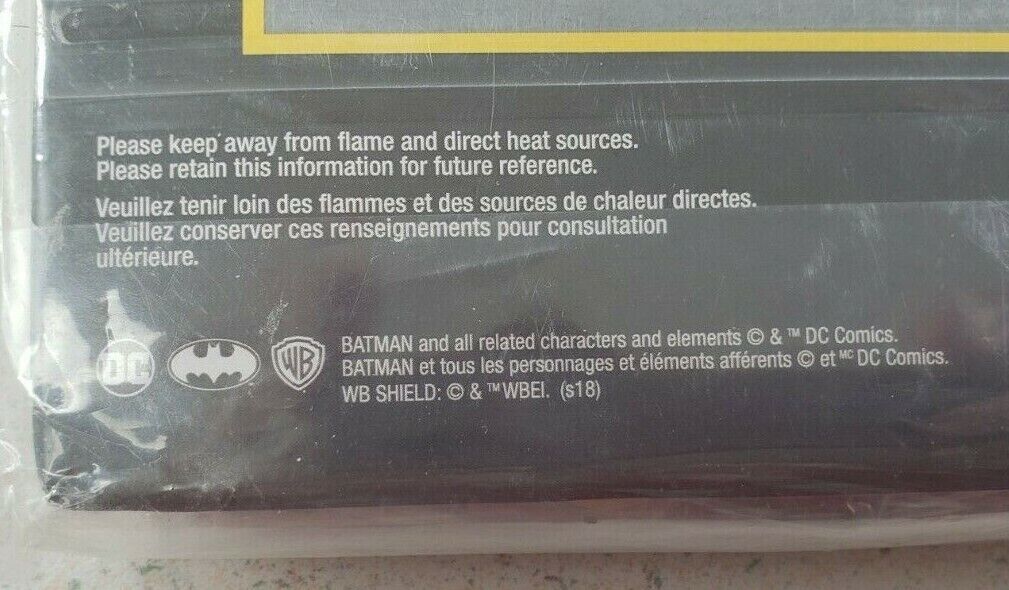 Please keep away from flame and direct heat sources.
Please retain this information for future reference.
Veuillez tenir loin des flammes et des sources de chaleur directes.
Veuillez conserver ces renseignements pour consultation
ultérieure.
DC
WB
BATMAN and all related characters and elements © & ™ DC Comics.
BATMAN et tous les personnages et éléments afférents © et MC DC Comics.
WB SHIELD: © & ™WBEI. (s18)